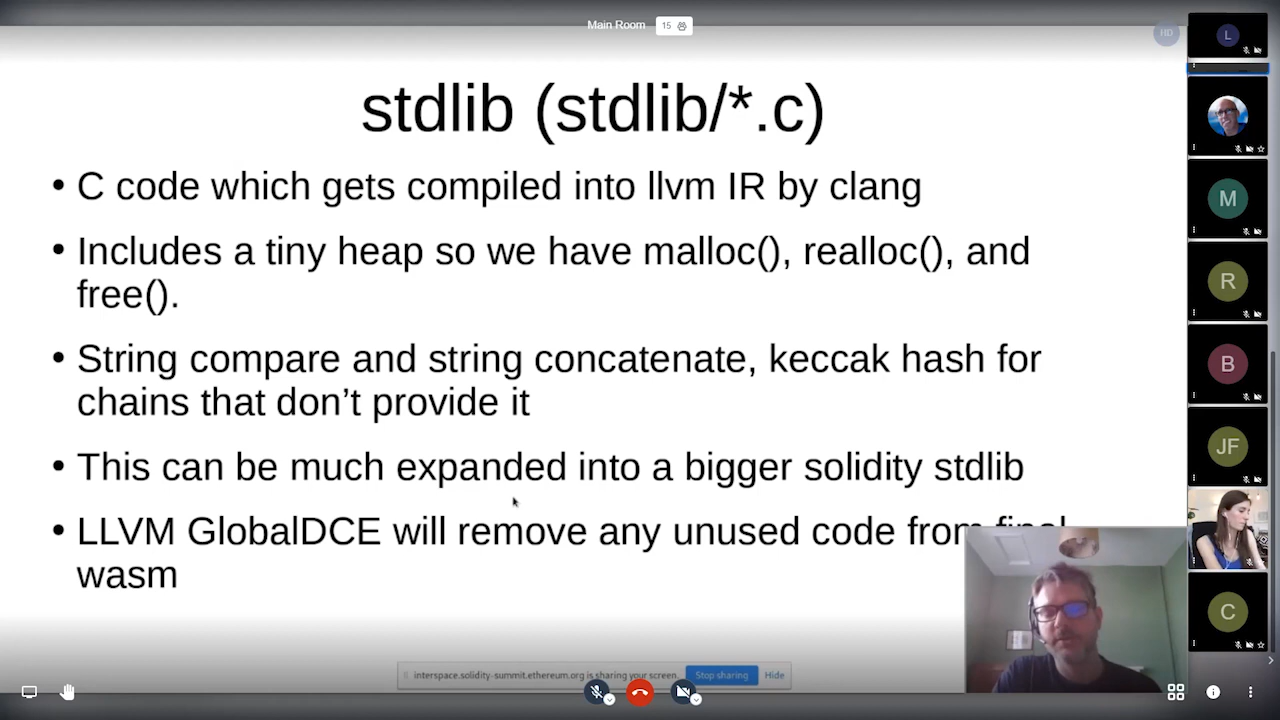 Main Room 15
HD
L
stdlib (stdlib/*.c)
• C code which gets compiled into llvm IR by clang
• Includes a tiny heap so we have malloc(), realloc(), and
free().
• String compare and string concatenate, keccak hash for
chains that don’t provide it
• This can be much expanded into a bigger solidity stdlib
• LLVM GlobalDCE will remove any unused code from final
wasm
M
R
B
JF
C
interspace.solidity-summit.ethereum.org is sharing your screen. Stop sharing Hide